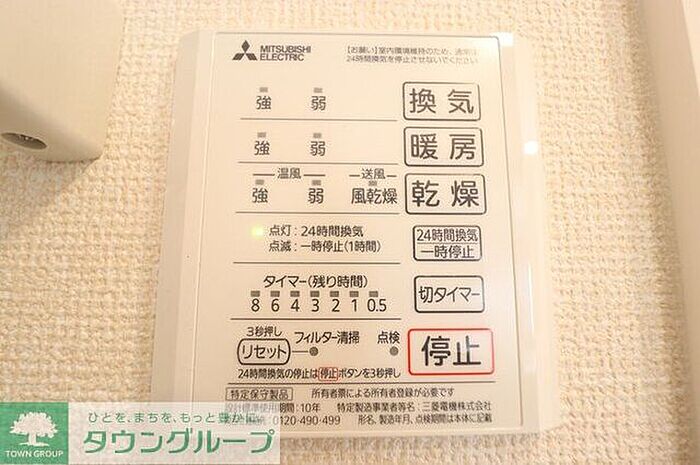 MITSUBISHI
ELECTRIC
【お願い】室内環境維持のため、通常は
24時間換気を停止させないでください
強 弱 換気
強 弱 暖房
温風 送風
強 弱 風乾燥 乾燥
点灯：24時間換気
点滅：一時停止(1時間)
24時間換気
一時停止
タイマー(残り時間)
8 6 4 3 2 1 0.5
切タイマー
3秒押し
リセット フィルター清掃 点検
停止
24時間換気の停止は停止ボタンを3秒押し
特定保守製品 所有者票による所有者登録が必要です
設計標準使用期間：10年 特定製造事業者等名：三菱電機株式会社
0120-490-499 形名、製造年月、点検期間は本体に記載
ひとを、まちを、もっと豊かに
タウングループ
TOWN GROUP